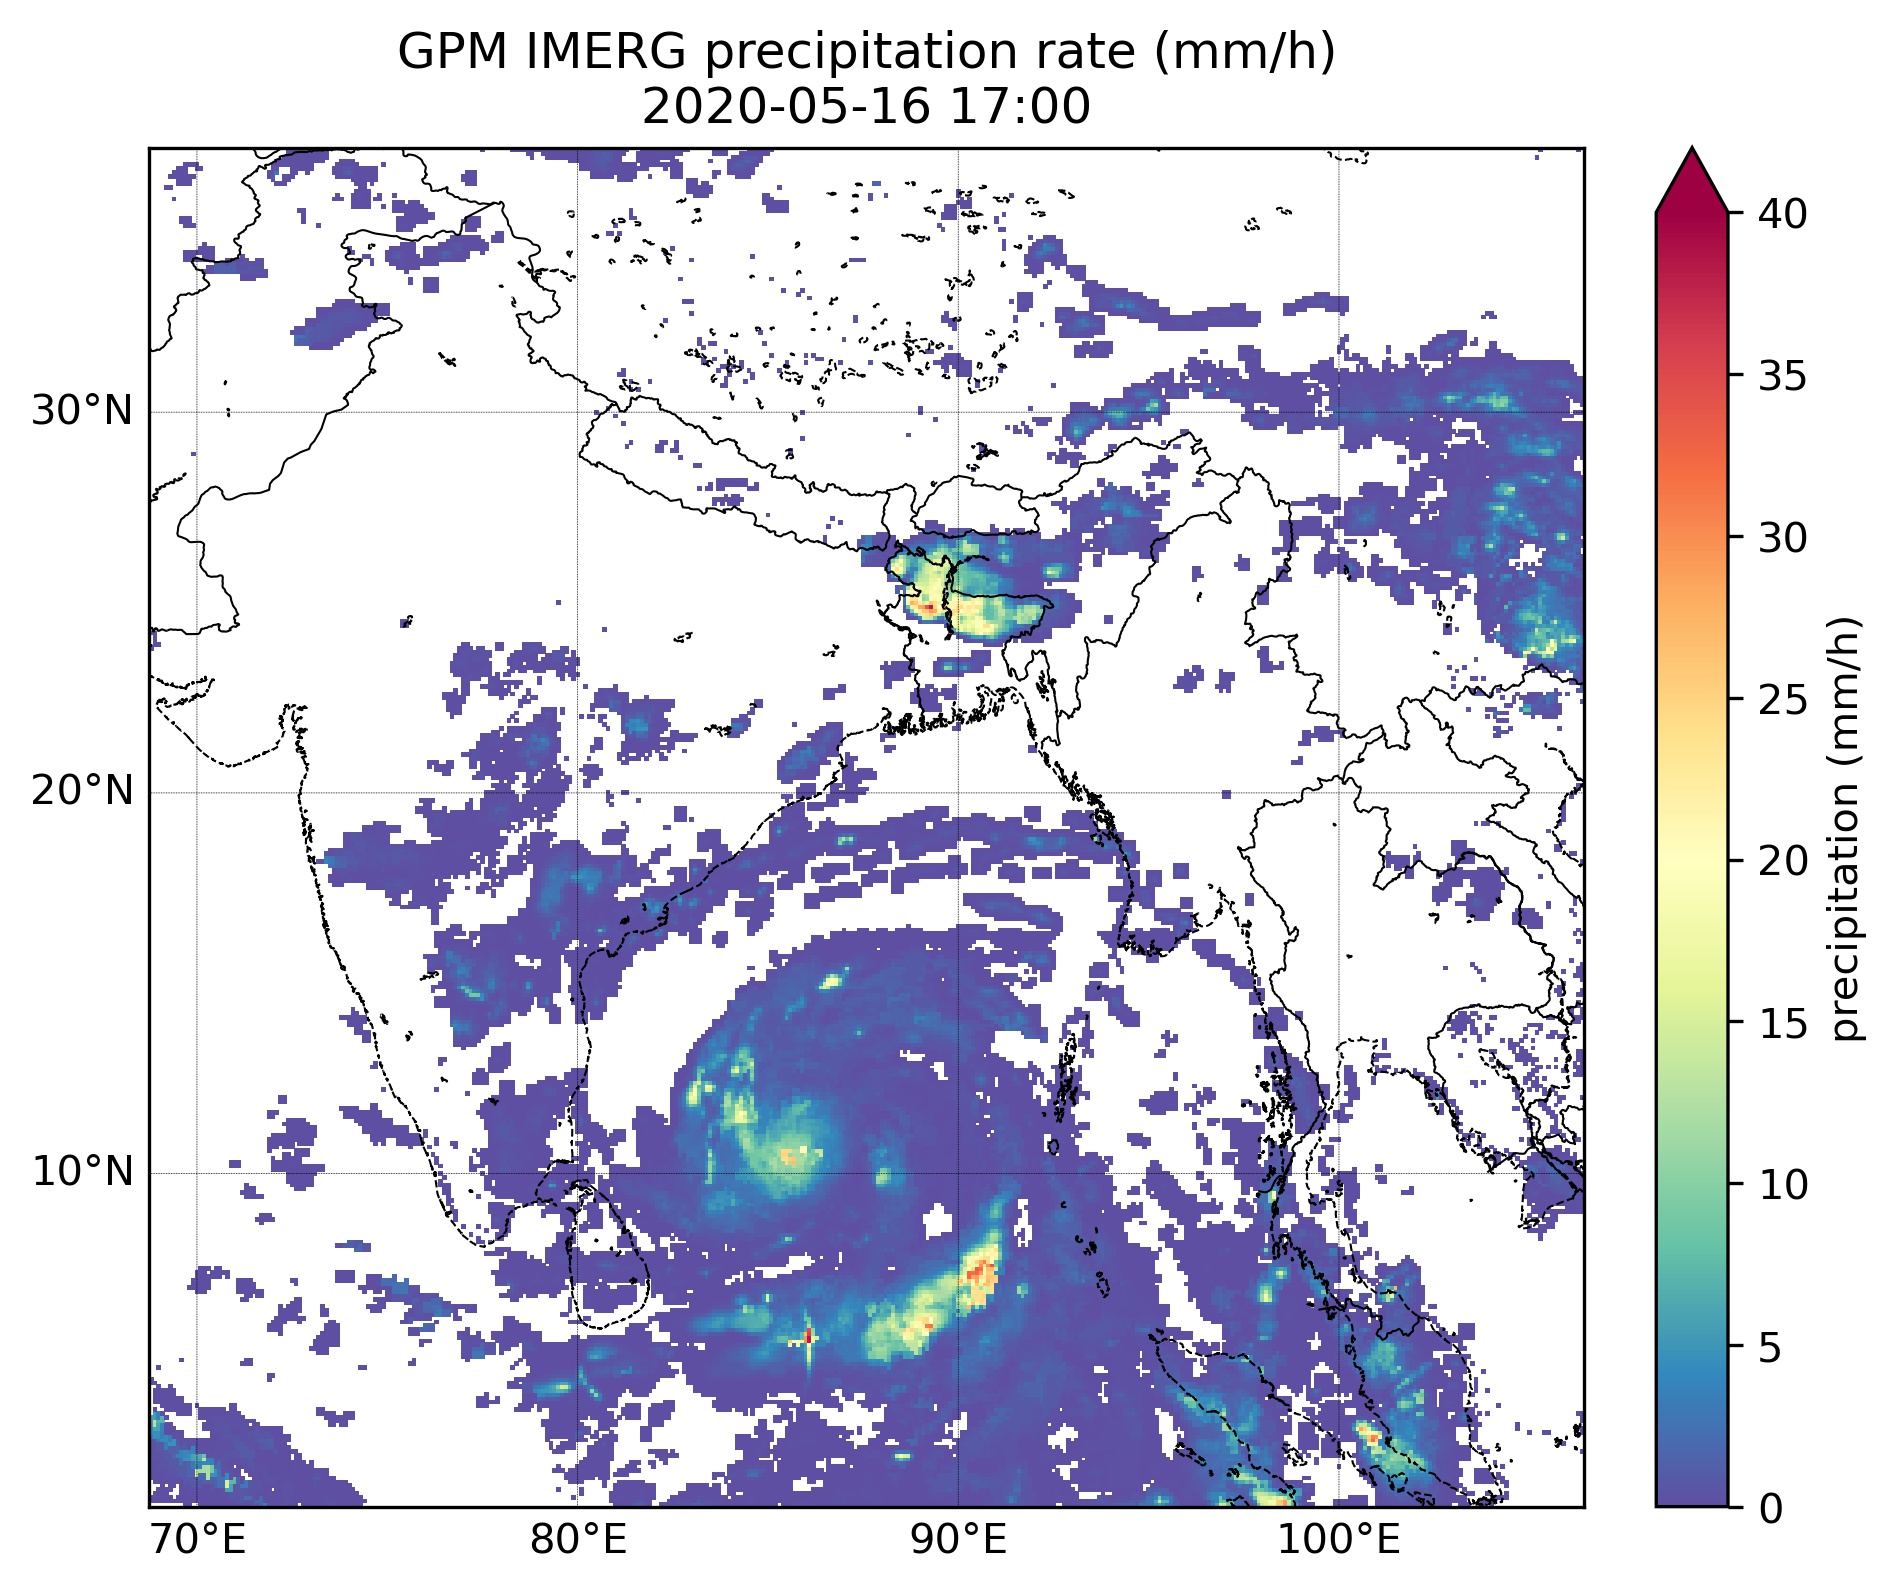 GPM IMERG precipitation rate (mm/h)
2020-05-16 17:00
30°N
20°N
10°N
70°E
80°E
90°E
100°E
40
35
30
25
20
15
10
5
0
precipitation (mm/h)